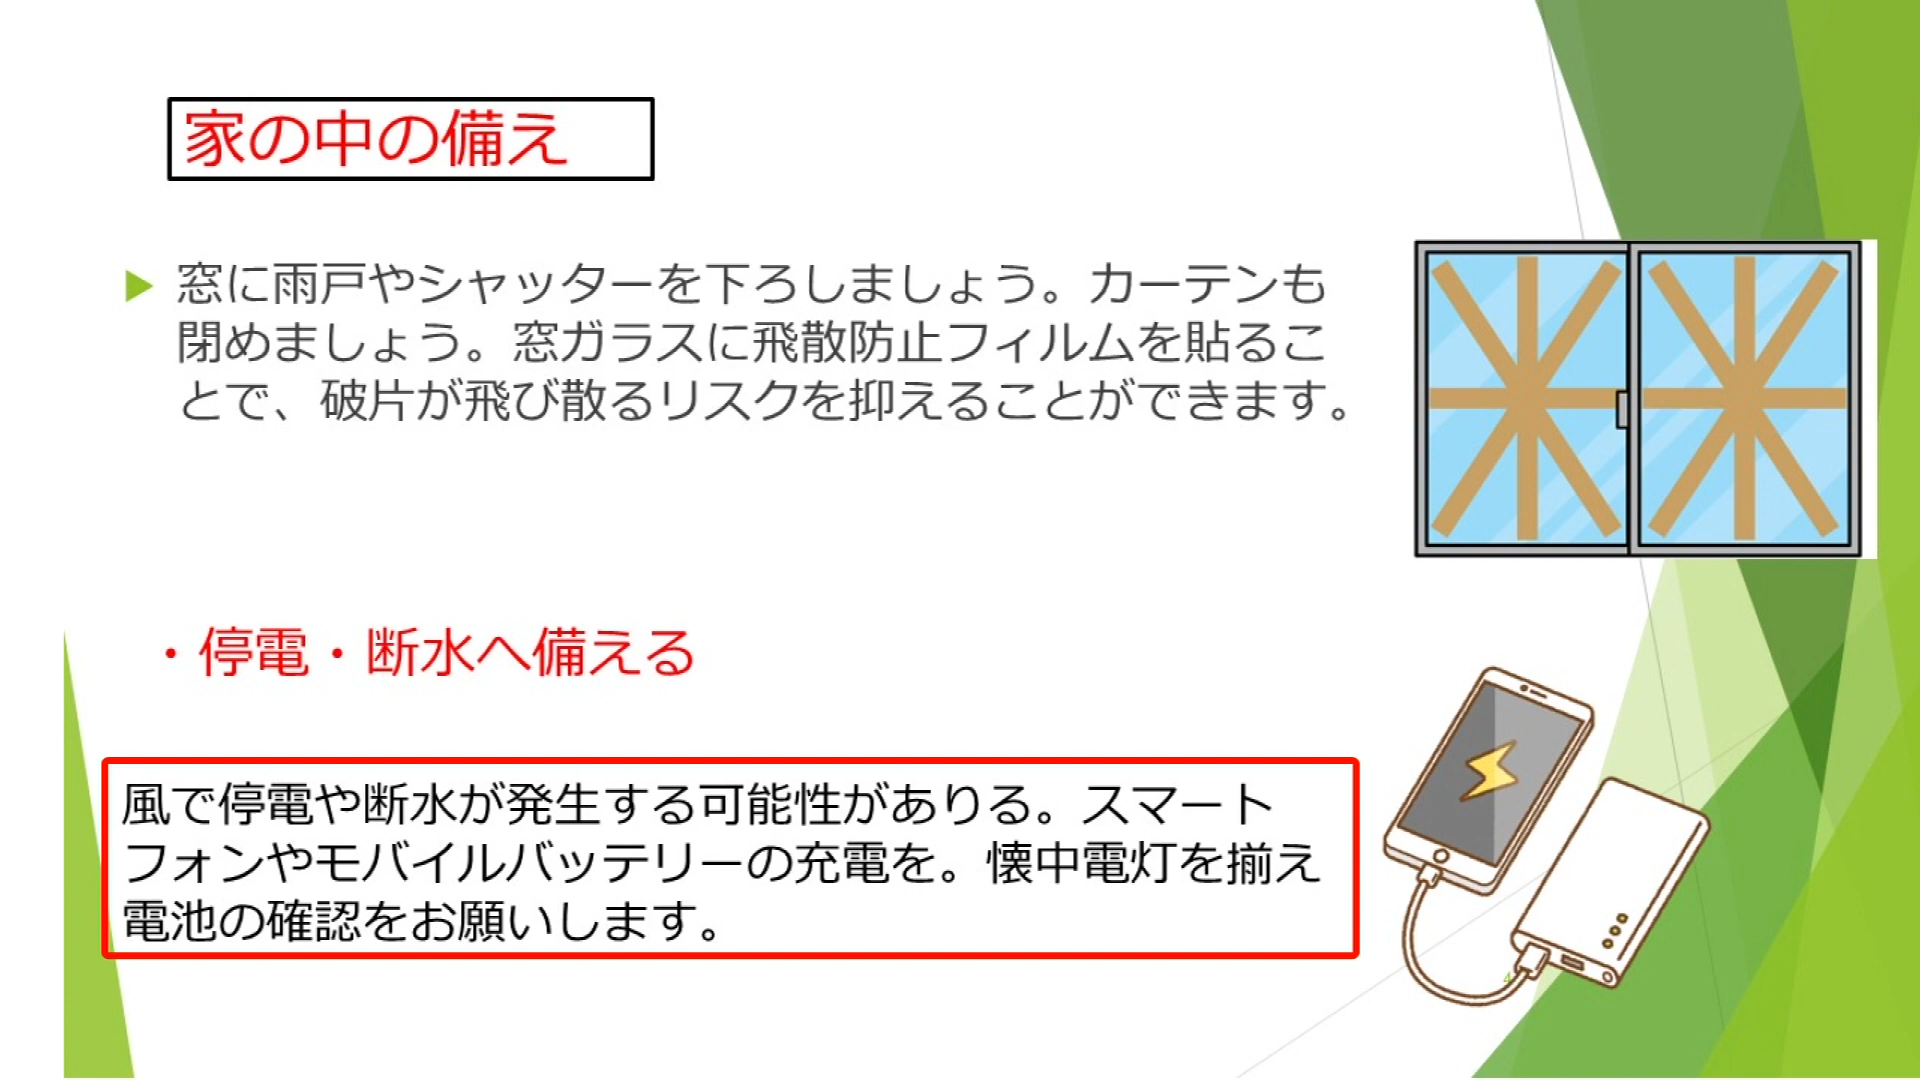 家の中の備え
窓に雨戸やシャッターを下ろしましょう。カーテンも
閉めましょう。窓ガラスに飛散防止フィルムを貼るこ
とで、破片が飛び散るリスクを抑えることができます。
・停電・断水へ備える
風で停電や断水が発生する可能性がありる。スマート
フォンやモバイルバッテリーの充電を。懐中電灯を揃え
電池の確認をお願いします。
4